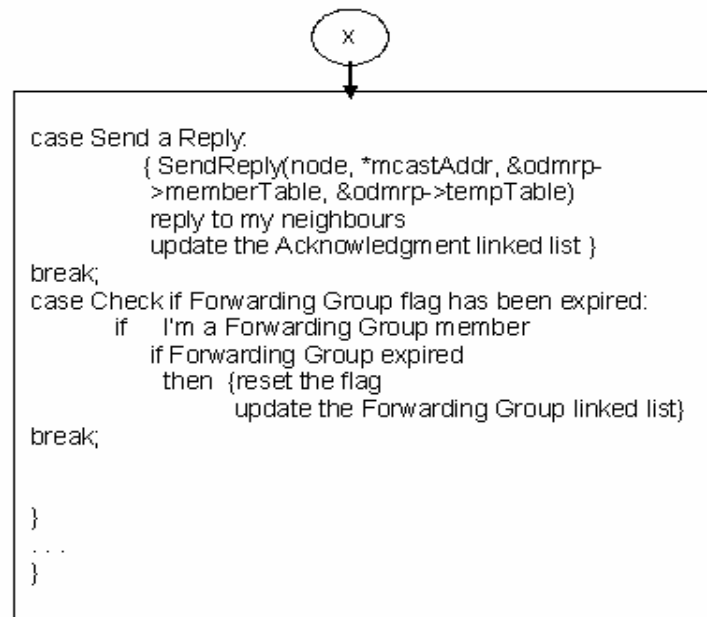 X
case Send a Reply:
{ SendReply(node, *mcastAddr, &odmrp-
>memberTable, &odmrp->tempTable)
reply to my neighbours
update the Acknowledgment linked list }
break;
case Check if Forwarding Group flag has been expired:
if I'm a Forwarding Group member
if Forwarding Group expired
then {reset the flag
update the Forwarding Group linked list}
break;
}
. . .
}